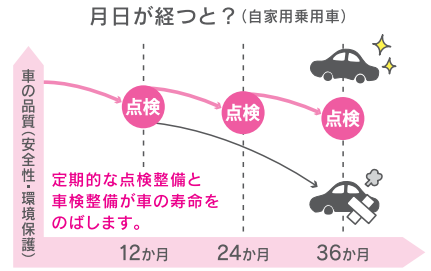 月日が経つと？(自家用乗用車)
車の品質(安全性・環境保護)
点検
点検
点検
定期的な点検整備と
車検整備が車の寿命を
のばします。
12か月
24か月
36か月